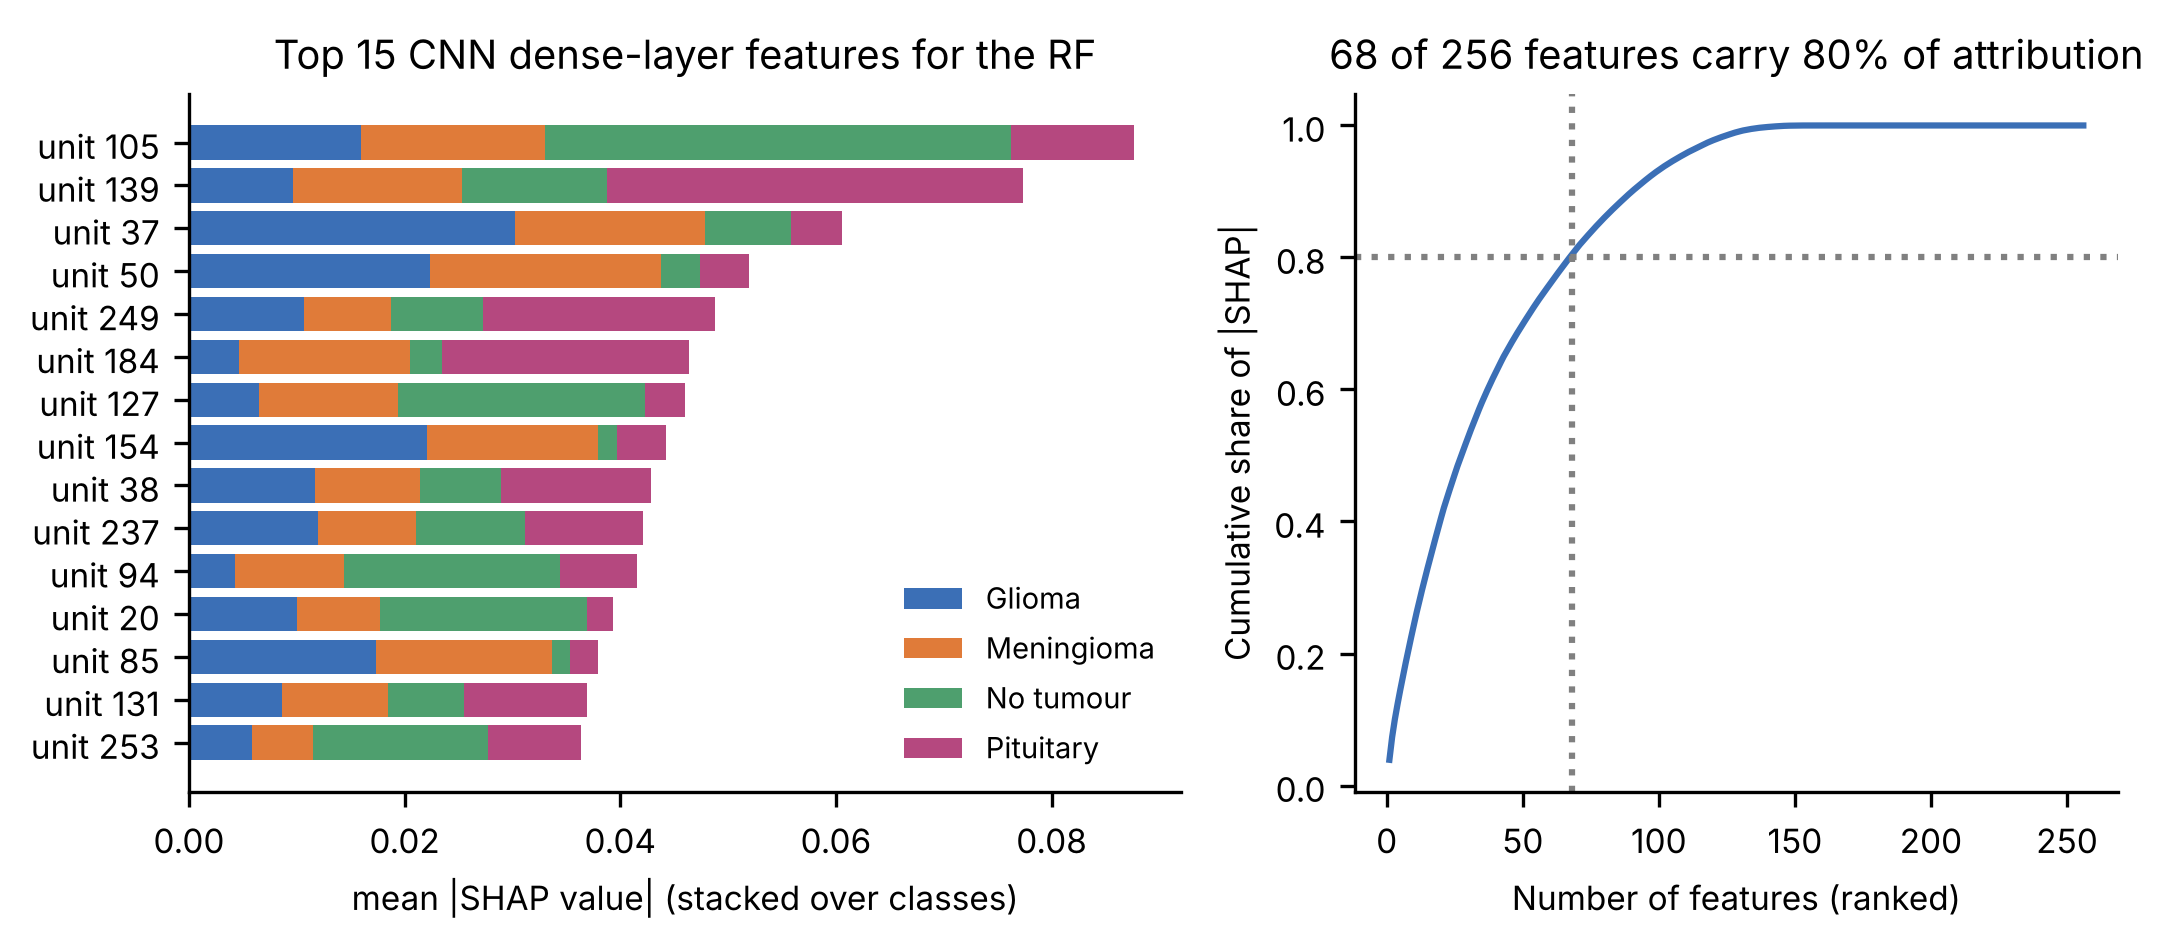 Top 15 CNN dense-layer features for the RF
unit 105
unit 139
unit 37
unit 50
unit 249
unit 184
unit 127
unit 154
unit 38
unit 237
unit 94
unit 20
unit 85
unit 131
unit 253
Glioma
Meningioma
No tumour
Pituitary
0.00 0.02 0.04 0.06 0.08
mean |SHAP value| (stacked over classes)
68 of 256 features carry 80% of attribution
Cumulative share of |SHAP|
1.0
0.8
0.6
0.4
0.2
0.0
0 50 100 150 200 250
Number of features (ranked)